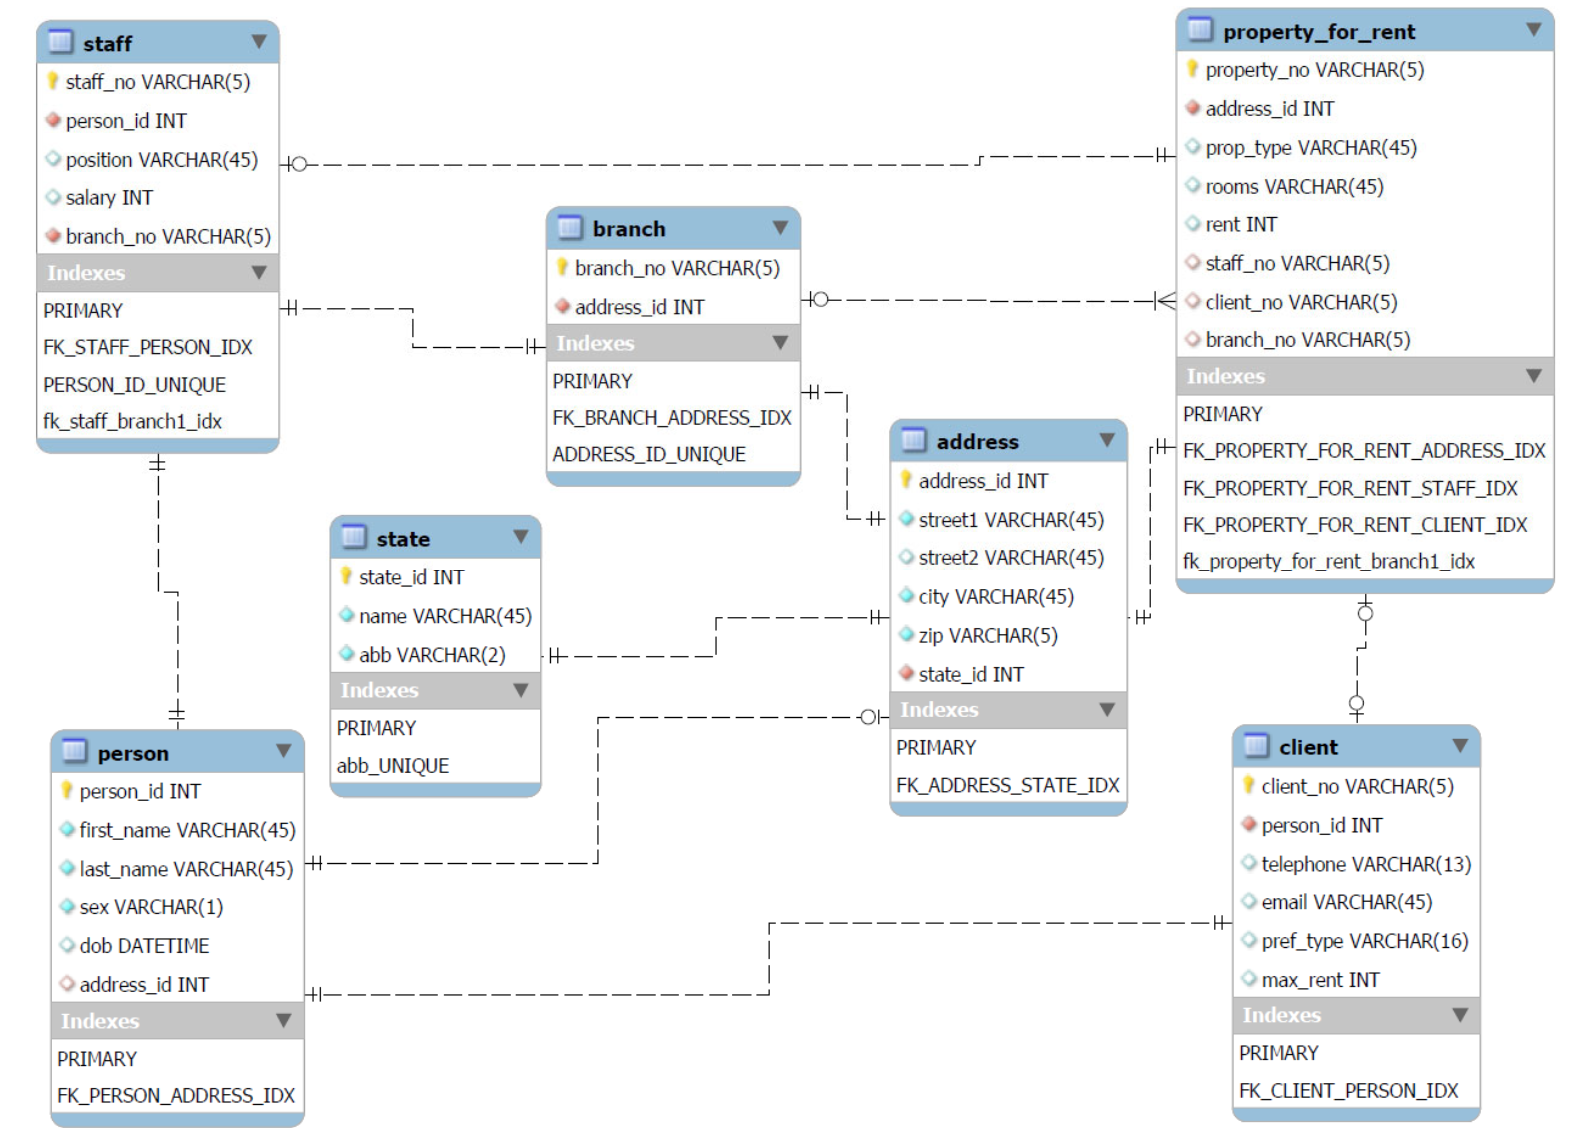 staff
staff_no VARCHAR(5)
person_id INT
position VARCHAR(45)
salary INT
branch_no VARCHAR(5)
Indexes
PRIMARY
FK_STAFF_PERSON_IDX
PERSON_ID_UNIQUE
fk_staff_branch1_idx
branch
branch_no VARCHAR(5)
address_id INT
Indexes
PRIMARY
FK_BRANCH_ADDRESS_IDX
ADDRESS_ID_UNIQUE
property_for_rent
property_no VARCHAR(5)
address_id INT
prop_type VARCHAR(45)
rooms VARCHAR(45)
rent INT
staff_no VARCHAR(5)
client_no VARCHAR(5)
branch_no VARCHAR(5)
Indexes
PRIMARY
FK_PROPERTY_FOR_RENT_ADDRESS_IDX
FK_PROPERTY_FOR_RENT_STAFF_IDX
FK_PROPERTY_FOR_RENT_CLIENT_IDX
fk_property_for_rent_branch1_idx
state
state_id INT
name VARCHAR(45)
abb VARCHAR(2)
Indexes
PRIMARY
abb_UNIQUE
address
address_id INT
street1 VARCHAR(45)
street2 VARCHAR(45)
city VARCHAR(45)
zip VARCHAR(5)
state_id INT
Indexes
PRIMARY
FK_ADDRESS_STATE_IDX
person
person_id INT
first_name VARCHAR(45)
last_name VARCHAR(45)
sex VARCHAR(1)
dob DATETIME
address_id INT
Indexes
PRIMARY
FK_PERSON_ADDRESS_IDX
client
client_no VARCHAR(5)
person_id INT
telephone VARCHAR(13)
email VARCHAR(45)
pref_type VARCHAR(16)
max_rent INT
Indexes
PRIMARY
FK_CLIENT_PERSON_IDX